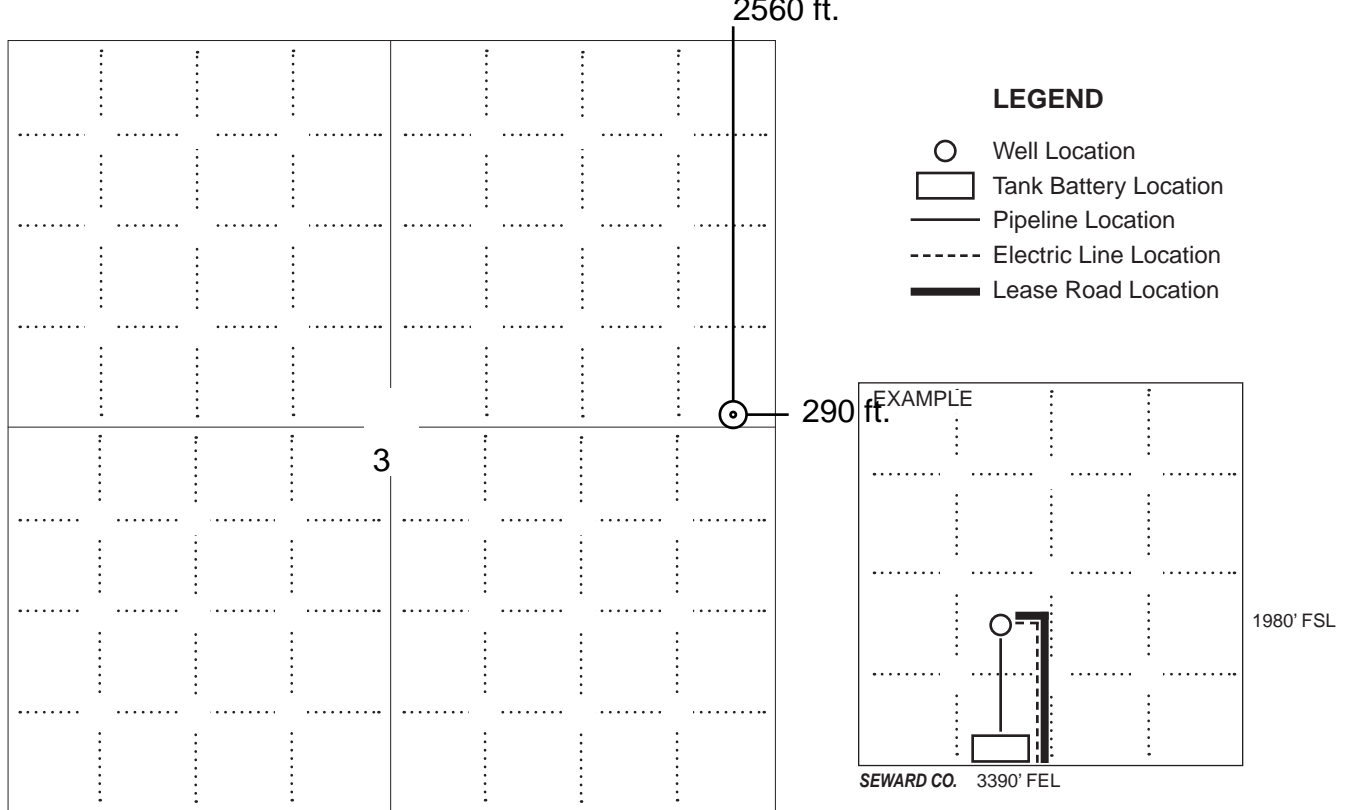 2560 ft.
LEGEND
Well Location
Tank Battery Location
Pipeline Location
Electric Line Location
Lease Road Location
290 ft.
EXAMPLE
3
1980' FSL
SEWARD CO. 3390' FEL